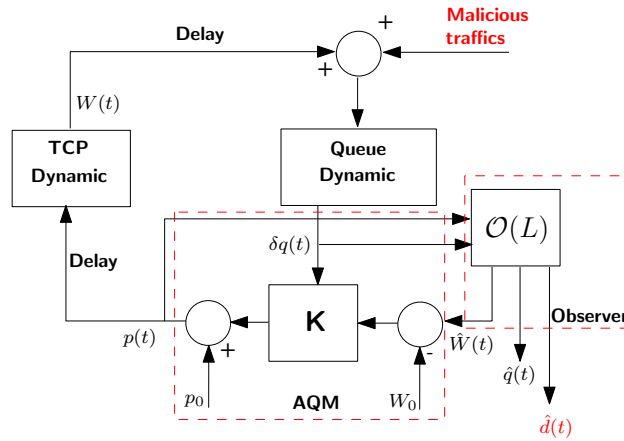 Malicious
traffics
+
+
Delay
W(t)
TCP
Dynamic
Queue
Dynamic
𝒪(L)
δq(t)
Delay
K
Observer
p(t)
+
-
Ŵ(t)
q̂(t)
p₀
AQM
W₀
d̂(t)